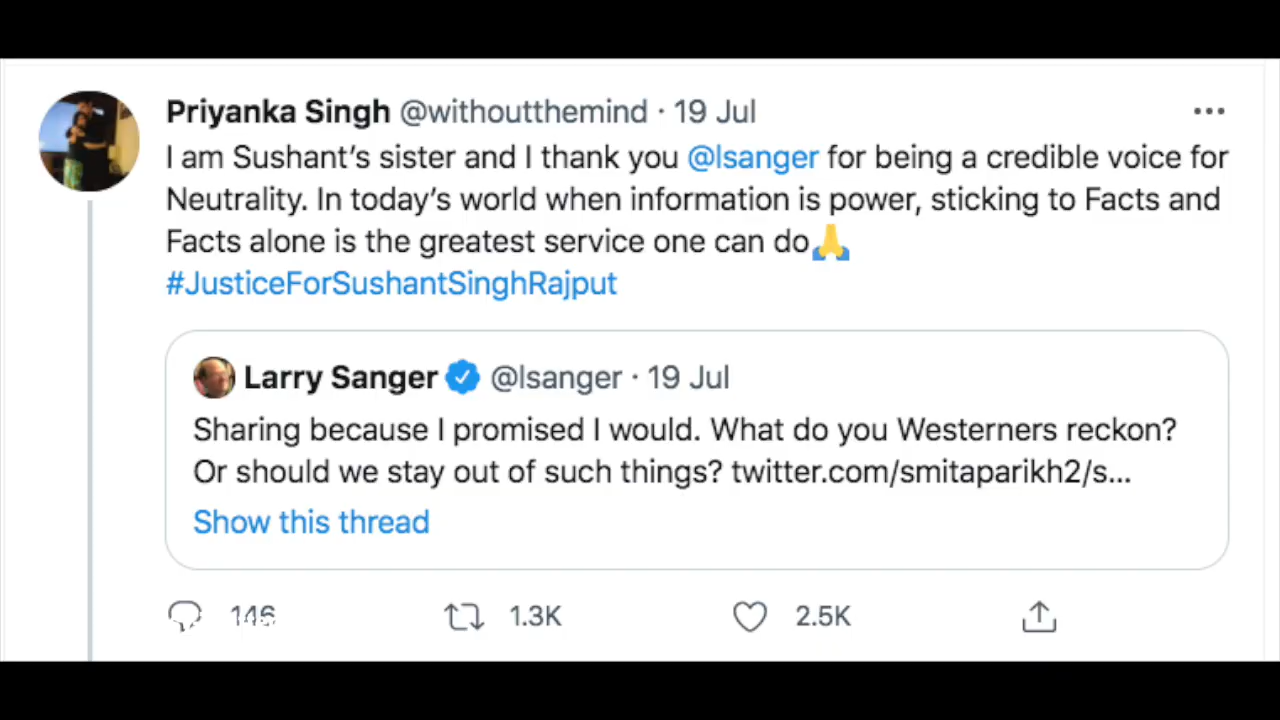 Priyanka Singh @withoutthemind · 19 Jul
I am Sushant’s sister and I thank you @lsanger for being a credible voice for
Neutrality. In today’s world when information is power, sticking to Facts and
Facts alone is the greatest service one can do🙏
#JusticeForSushantSinghRajput
Larry Sanger @lsanger · 19 Jul
Sharing because I promised I would. What do you Westerners reckon?
Or should we stay out of such things? twitter.com/smitaparikh2/s...
Show this thread
146 1.3K 2.5K